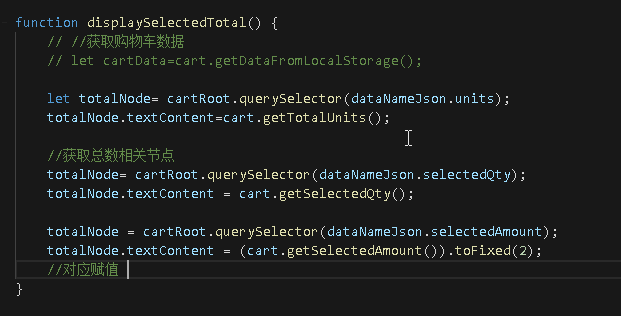 function displaySelectedTotal() {
// //获取购物车数据
// let cartData=cart.getDataFromLocalStorage();
let totalNode= cartRoot.querySelector(dataNameJson.units);
totalNode.textContent=cart.getTotalUnits();
//获取总数相关节点
totalNode= cartRoot.querySelector(dataNameJson.selectedQty);
totalNode.textContent = cart.getSelectedQty();
totalNode = cartRoot.querySelector(dataNameJson.selectedAmount);
totalNode.textContent = (cart.getSelectedAmount()).toFixed(2);
//对应赋值
}